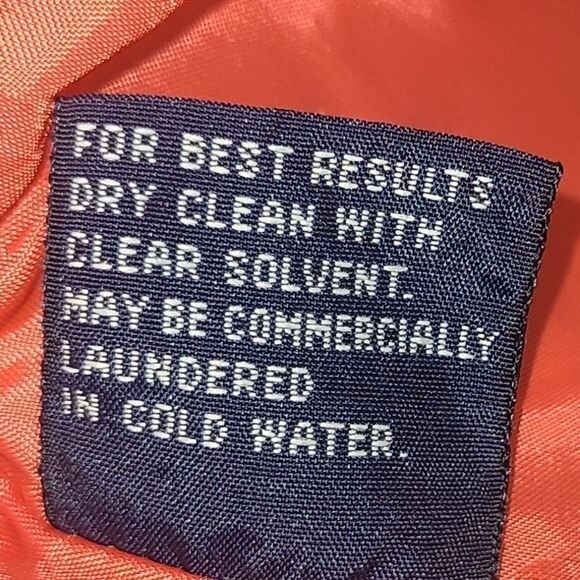 FOR BEST RESULTS
DRY CLEAN WITH
CLEAR SOLVENT.
MAY BE COMMERCIALLY
LAUNDERED
IN COLD WATER.